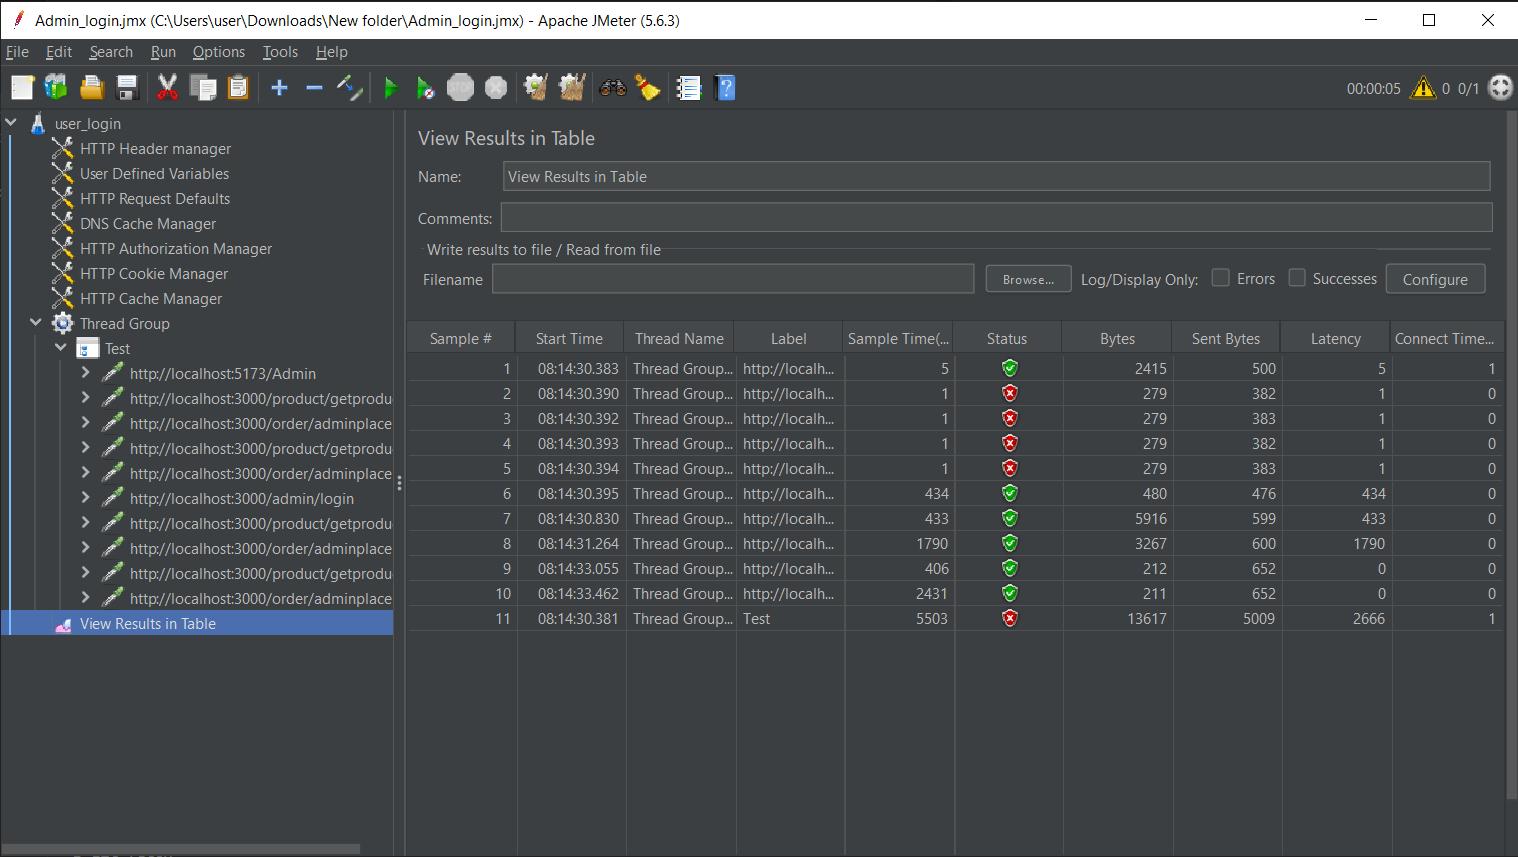 Admin_login.jmx (C:\Users\user\Downloads\New folder\Admin_login.jmx) - Apache JMeter (5.6.3)
File Edit Search Run Options Tools Help
STOP
00:00:05 0 0/1
user_login
HTTP Header manager
User Defined Variables
HTTP Request Defaults
DNS Cache Manager
HTTP Authorization Manager
HTTP Cookie Manager
HTTP Cache Manager
Thread Group
Test
http://localhost:5173/Admin
http://localhost:3000/product/getprodu
http://localhost:3000/order/adminplace
http://localhost:3000/product/getprodu
http://localhost:3000/order/adminplace
http://localhost:3000/admin/login
http://localhost:3000/product/getprodu
http://localhost:3000/order/adminplace
http://localhost:3000/product/getprodu
http://localhost:3000/order/adminplace
View Results in Table
View Results in Table
Name: View Results in Table
Comments:
Write results to file / Read from file
Filename Browse... Log/Display Only: Errors Successes Configure
Sample # Start Time Thread Name Label Sample Time(... Status Bytes Sent Bytes Latency Connect Time...
1 08:14:30.383 Thread Group... http://localh... 5 2415 500 5 1
2 08:14:30.390 Thread Group... http://localh... 1 279 382 1 0
3 08:14:30.392 Thread Group... http://localh... 1 279 383 1 0
4 08:14:30.393 Thread Group... http://localh... 1 279 382 1 0
5 08:14:30.394 Thread Group... http://localh... 1 279 383 1 0
6 08:14:30.395 Thread Group... http://localh... 434 480 476 434 0
7 08:14:30.830 Thread Group... http://localh... 433 5916 599 433 0
8 08:14:31.264 Thread Group... http://localh... 1790 3267 600 1790 0
9 08:14:33.055 Thread Group... http://localh... 406 212 652 0 0
10 08:14:33.462 Thread Group... http://localh... 2431 211 652 0 0
11 08:14:30.381 Thread Group... Test 5503 13617 5009 2666 1